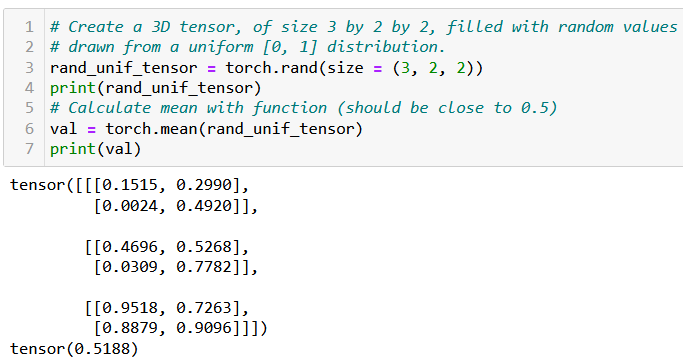 1 # Create a 3D tensor, of size 3 by 2 by 2, filled with random values
2 # drawn from a uniform [0, 1] distribution.
3 rand_unif_tensor = torch.rand(size = (3, 2, 2))
4 print(rand_unif_tensor)
5 # Calculate mean with function (should be close to 0.5)
6 val = torch.mean(rand_unif_tensor)
7 print(val)
tensor([[[0.1515, 0.2990],
[0.0024, 0.4920]],
[[0.4696, 0.5268],
[0.0309, 0.7782]],
[[0.9518, 0.7263],
[0.8879, 0.9096]]])
tensor(0.5188)